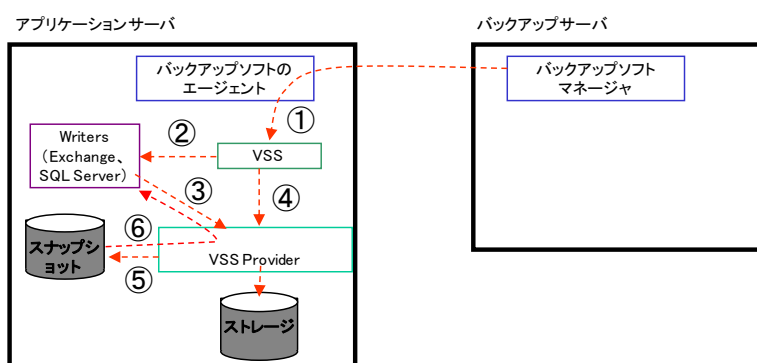 アプリケーションサーバ
バックアップサーバ
バックアップソフトの
エージェント
バックアップソフト
マネージャ
①
Writers
(Exchange、
SQL Server)
②
VSS
③
④
⑥
スナップシ
ョット
VSS Provider
⑤
ストレージ